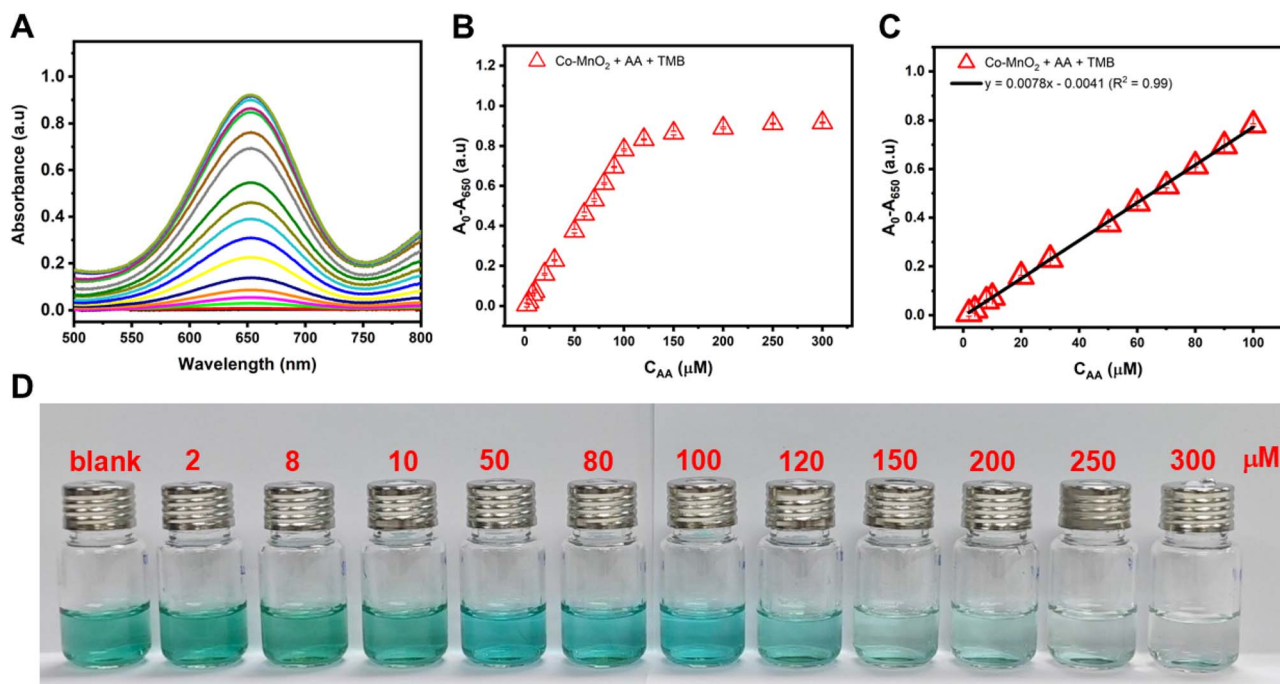 A
Absorbance (a.u)
1.0
0.8
0.6
0.4
0.2
0.0
500 550 600 650 700 750 800
Wavelength (nm)
B
Co-MnO₂ + AA + TMB
A₀-A₆₅₀ (a.u)
1.2
1.0
0.8
0.6
0.4
0.2
0.0
0 50 100 150 200 250 300
C_AA (μM)
C
Co-MnO₂ + AA + TMB
y = 0.0078x - 0.0041 (R² = 0.99)
A₀-A₆₅₀ (a.u)
1.0
0.8
0.6
0.4
0.2
0.0
0 20 40 60 80 100
C_AA (μM)
D
blank 2 8 10 50 80 100 120 150 200 250 300 μM